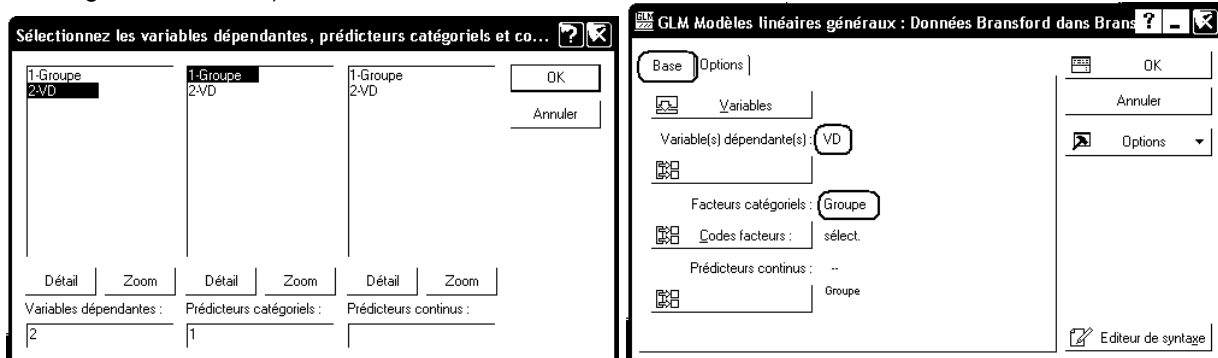 Sélectionnez les variables dépendantes, prédicteurs catégoriels et co...
1-Groupe
2-VD
1-Groupe
2-VD
1-Groupe
2-VD
OK
Annuler
Détail Zoom Détail Zoom Détail Zoom
Variables dépendantes : Prédicteurs catégoriels : Prédicteurs continus :
2 1
GLM Modèles linéaires généraux : Données Bransford dans Brans
Base Options
Variables
Variable(s) dépendante(s) : VD
Facteurs catégoriels : Groupe
Codes facteurs : sélect.
Prédicteurs continus : --
Groupe
OK
Annuler
Options
Editeur de syntaxe